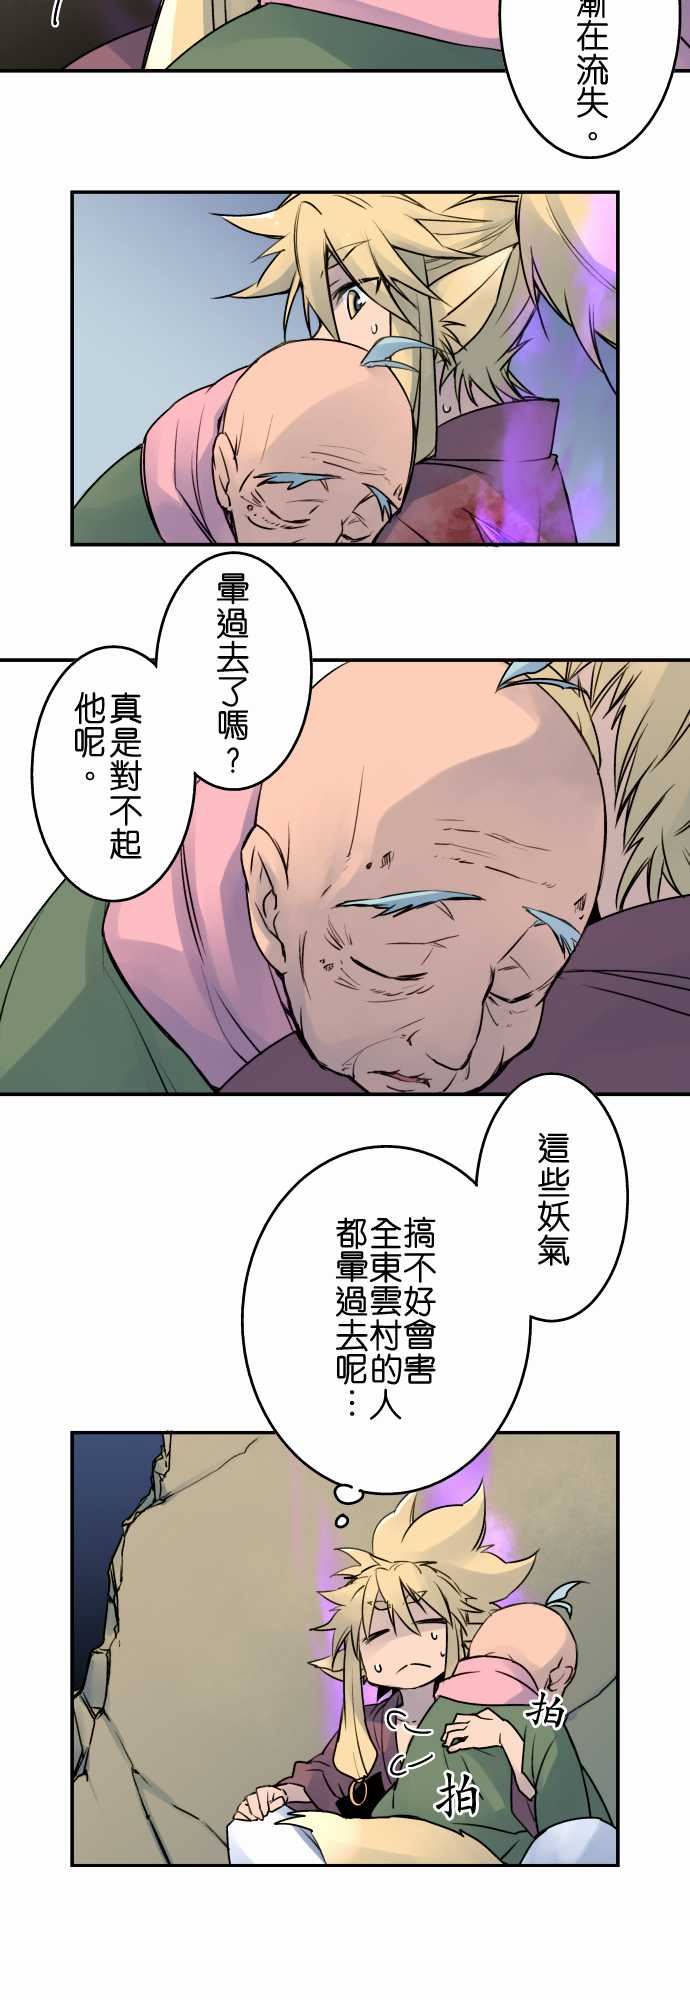 漸在流失。
暈過去了嗎？
真是對不起
他呢。
這些妖氣
搞不好會害
全東雲村的人
都暈過去呢…
拍
拍